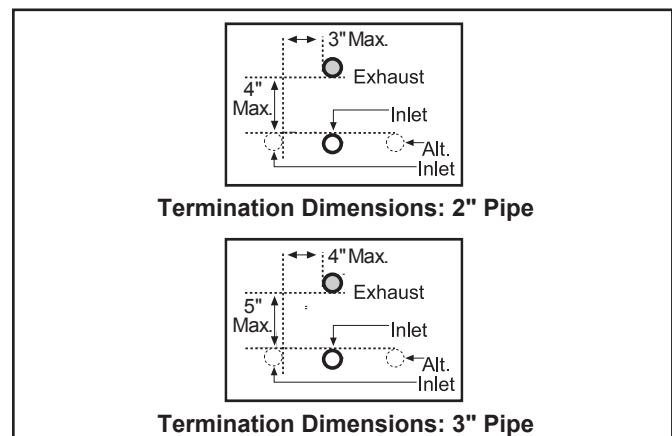 3" Max.
Exhaust
4"
Max.
Inlet
Alt.
Inlet
Termination Dimensions: 2" Pipe
4" Max.
Exhaust
5"
Max.
Inlet
Alt.
Inlet
Termination Dimensions: 3" Pipe